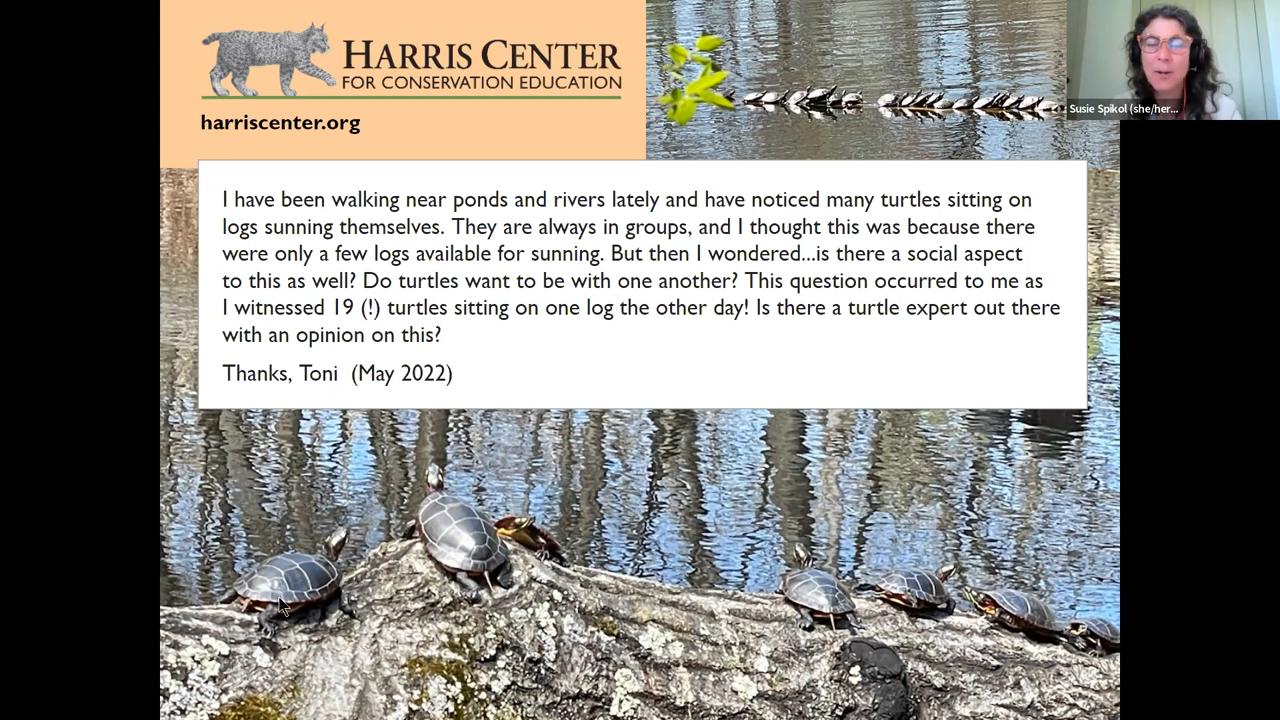 HARRIS CENTER
FOR CONSERVATION EDUCATION
harriscenter.org
Susie Spikol (she/her...
I have been walking near ponds and rivers lately and have noticed many turtles sitting on
logs sunning themselves. They are always in groups, and I thought this was because there
were only a few logs available for sunning. But then I wondered...is there a social aspect
to this as well? Do turtles want to be with one another? This question occurred to me as
I witnessed 19 (!) turtles sitting on one log the other day! Is there a turtle expert out there
with an opinion on this?
Thanks, Toni (May 2022)